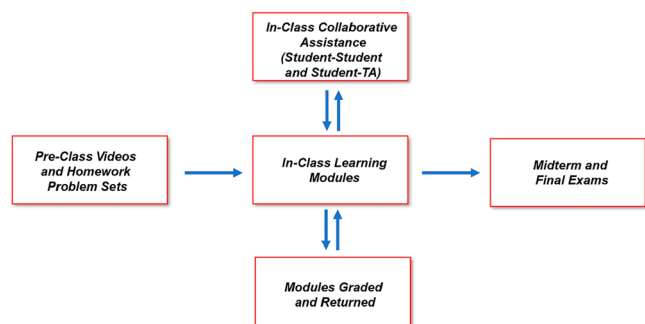 In-Class Collaborative
Assistance
(Student-Student
and Student-TA)
Pre-Class Videos
and Homework
Problem Sets
In-Class Learning
Modules
Midterm and
Final Exams
Modules Graded
and Returned